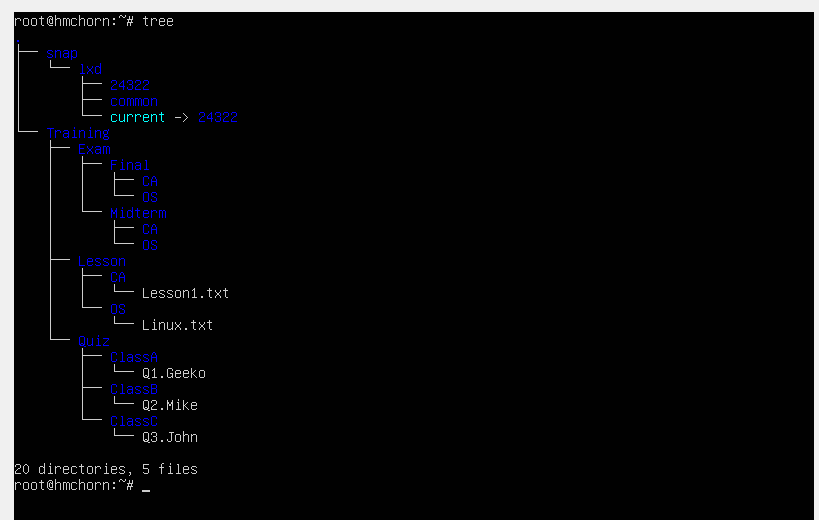 root@hmchorn:~# tree
.
├── snap
│   └── lxd
│       ├── 24322
│       ├── common
│       └── current -> 24322
└── Training
    ├── Exam
    │   ├── Final
    │   │   ├── CA
    │   │   └── OS
    │   └── Midterm
    │       ├── CA
    │       └── OS
    ├── Lesson
    │   ├── CA
    │   │   └── Lesson1.txt
    │   └── OS
    │       └── Linux.txt
    └── Quiz
        ├── ClassA
        │   └── Q1.Geeko
        ├── ClassB
        │   └── Q2.Mike
        └── ClassC
            └── Q3.John

20 directories, 5 files
root@hmchorn:~# _